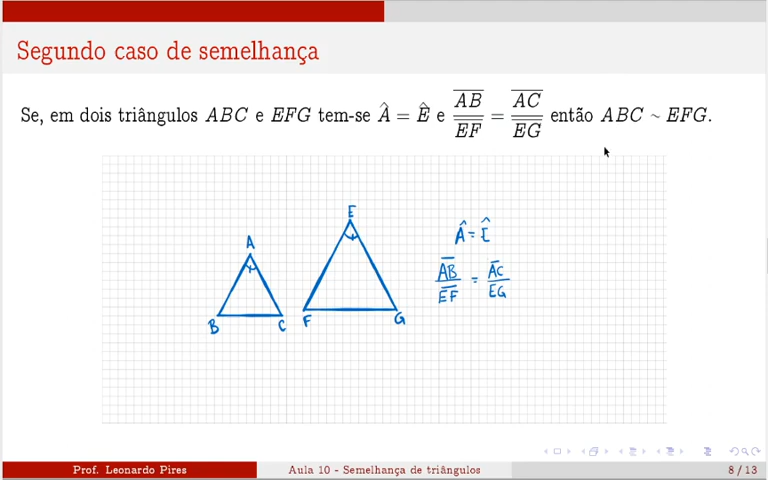 Segundo caso de semelhança
Se, em dois triângulos ABC e EFG tem-se Â = Ê e AB/EF = AC/EG então ABC ~ EFG.
E
A
Â = Ê
AB/EF = AC/EG
B
C
F
G
Prof. Leonardo Pires
Aula 10 - Semelhança de triângulos
8 / 13